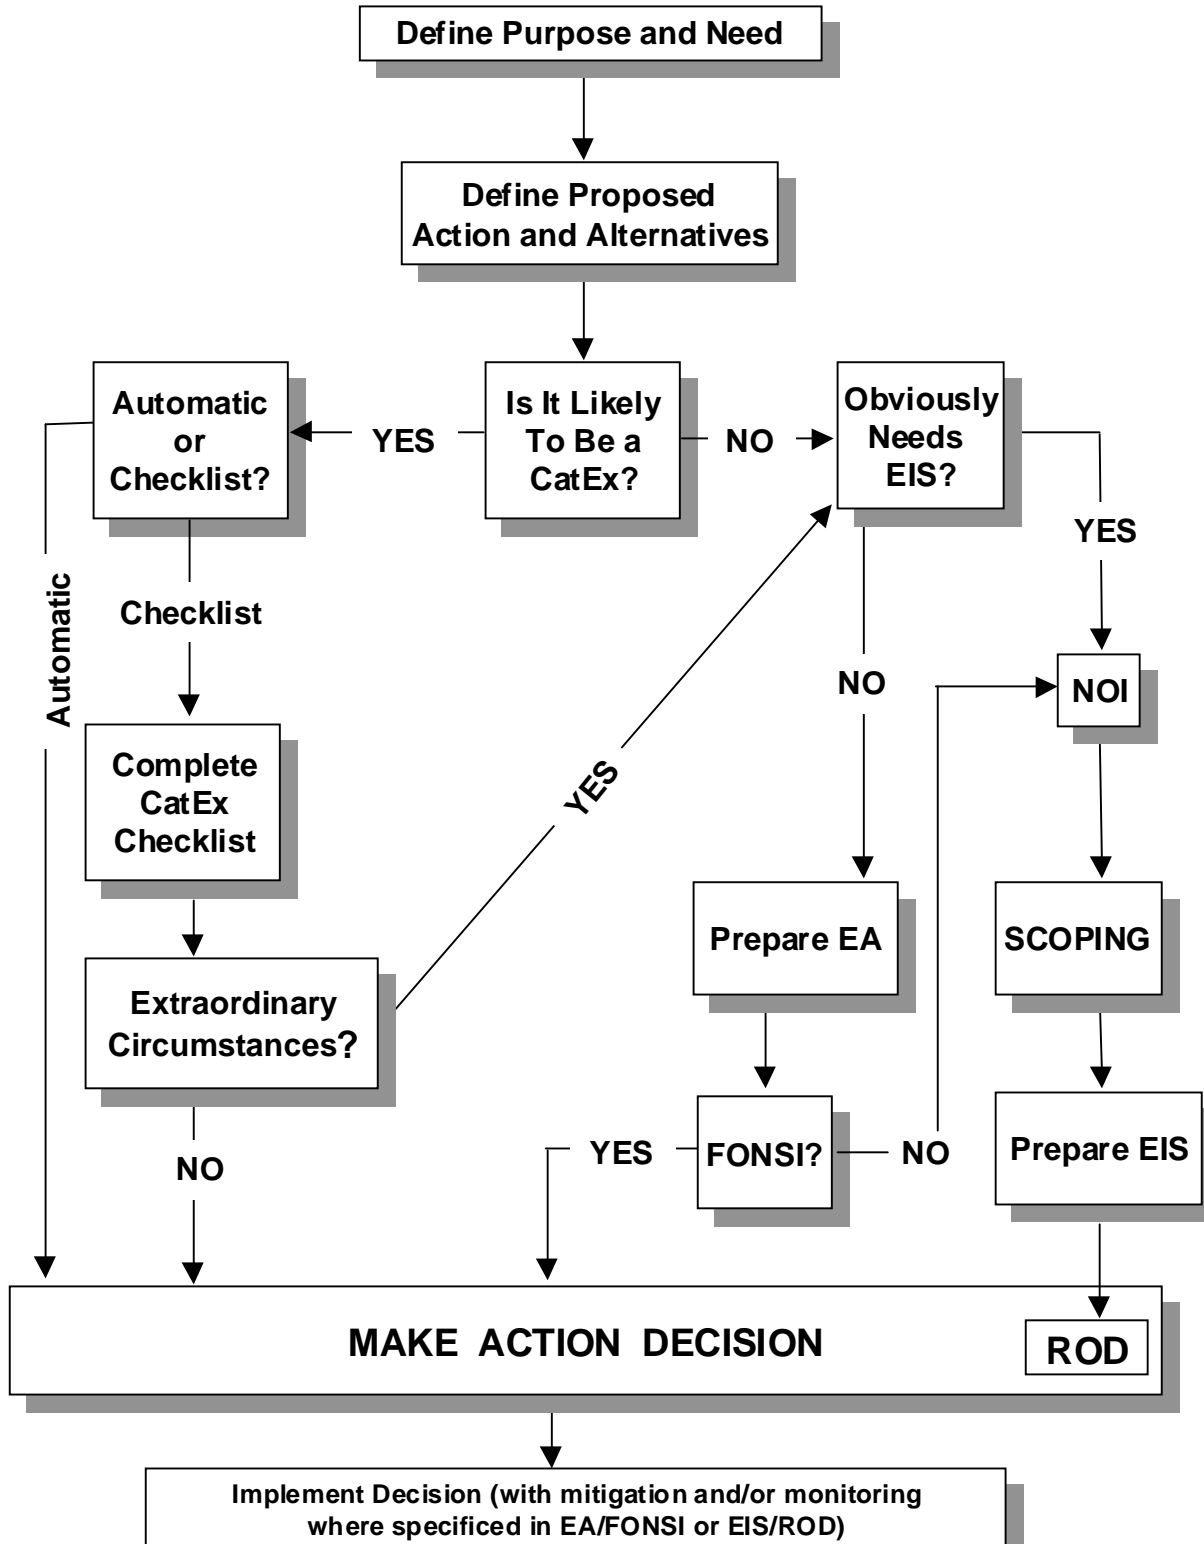 Define Purpose and Need
Define Proposed
Action and Alternatives
Automatic
or
Checklist?
YES
Is It Likely
To Be a
CatEx?
NO
Obviously
Needs
EIS?
YES
Automatic
Checklist
NO
NOI
Complete
CatEx
Checklist
YES
Prepare EA
SCOPING
Extraordinary
Circumstances?
NO
YES
FONSI?
NO
Prepare EIS
MAKE ACTION DECISION
ROD
Implement Decision (with mitigation and/or monitoring
where specificed in EA/FONSI or EIS/ROD)